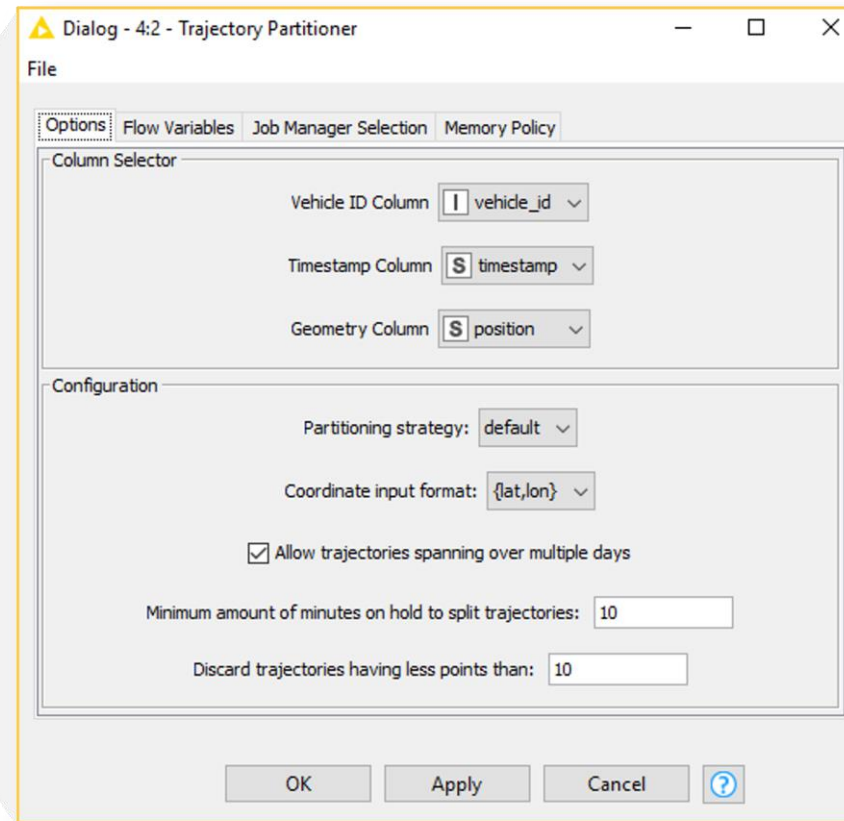 Dialog - 4:2 - Trajectory Partitioner
File
Options Flow Variables Job Manager Selection Memory Policy
Column Selector
Vehicle ID Column I vehicle_id
Timestamp Column S timestamp
Geometry Column S position
Configuration
Partitioning strategy: default
Coordinate input format: {lat,lon}
Allow trajectories spanning over multiple days
Minimum amount of minutes on hold to split trajectories: 10
Discard trajectories having less points than: 10
OK Apply Cancel ?